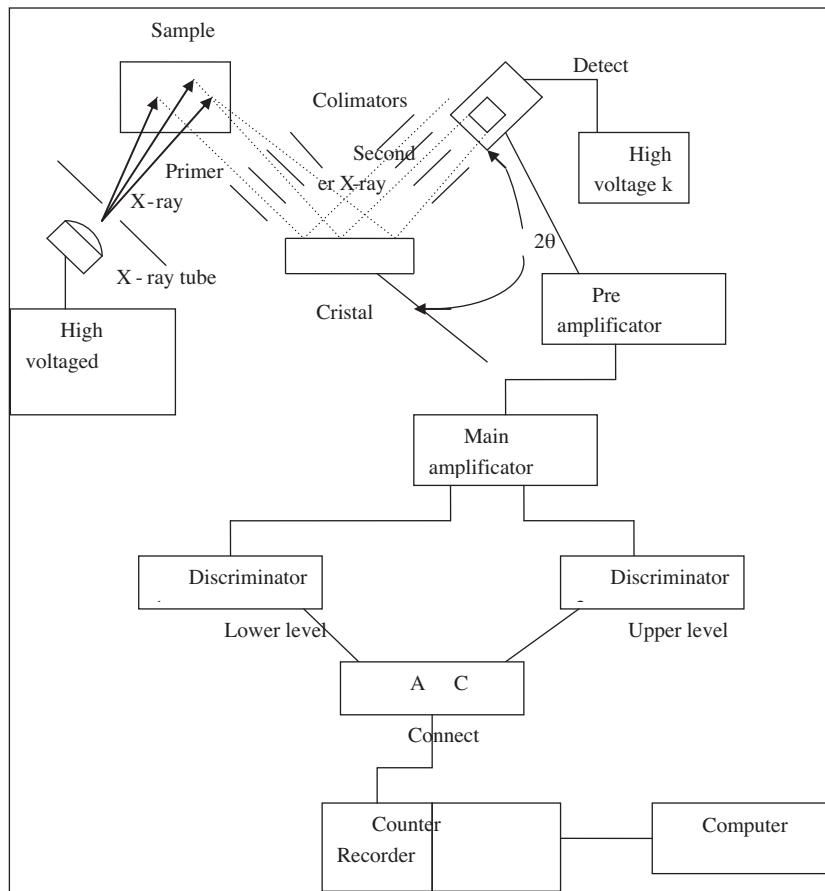 Sample
Detect
Colimators
High
voltage k
Second
er X-ray
Primer
X-ray
2θ
X - ray tube
Cristal
Pre
amplificator
High
voltaged
Main
amplificator
Discriminator
Discriminator
Lower level
Upper level
A C
Connect
Counter
Recorder
Computer